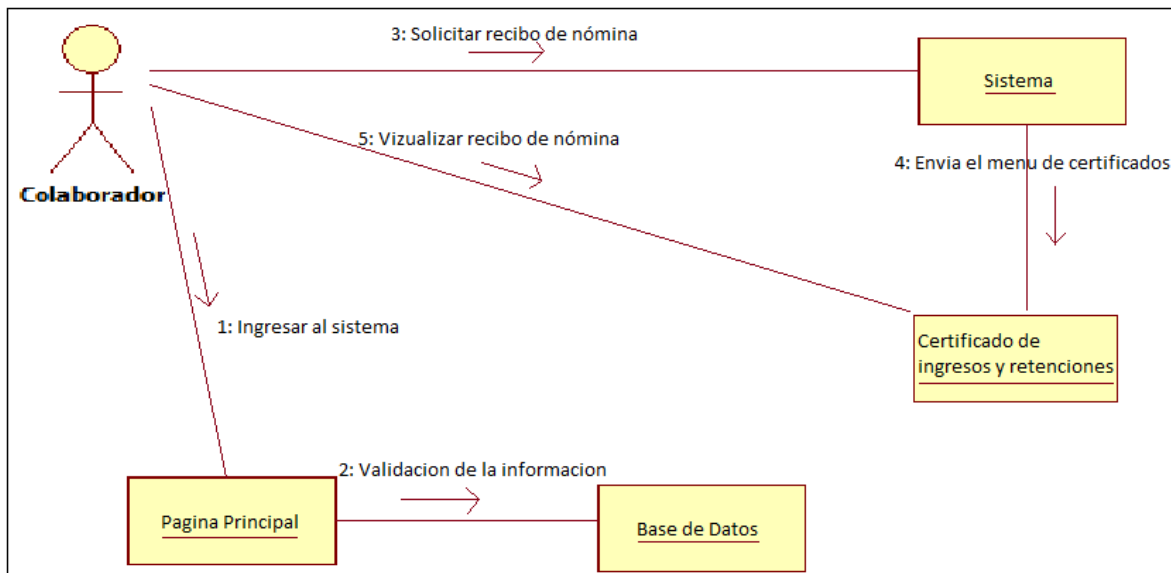 3: Solicitar recibo de nómina
Sistema
5: Vizualizar recibo de nómina
4: Envia el menu de certificados
Colaborador
1: Ingresar al sistema
Certificado de
ingresos y retenciones
2: Validacion de la informacion
Pagina Principal
Base de Datos